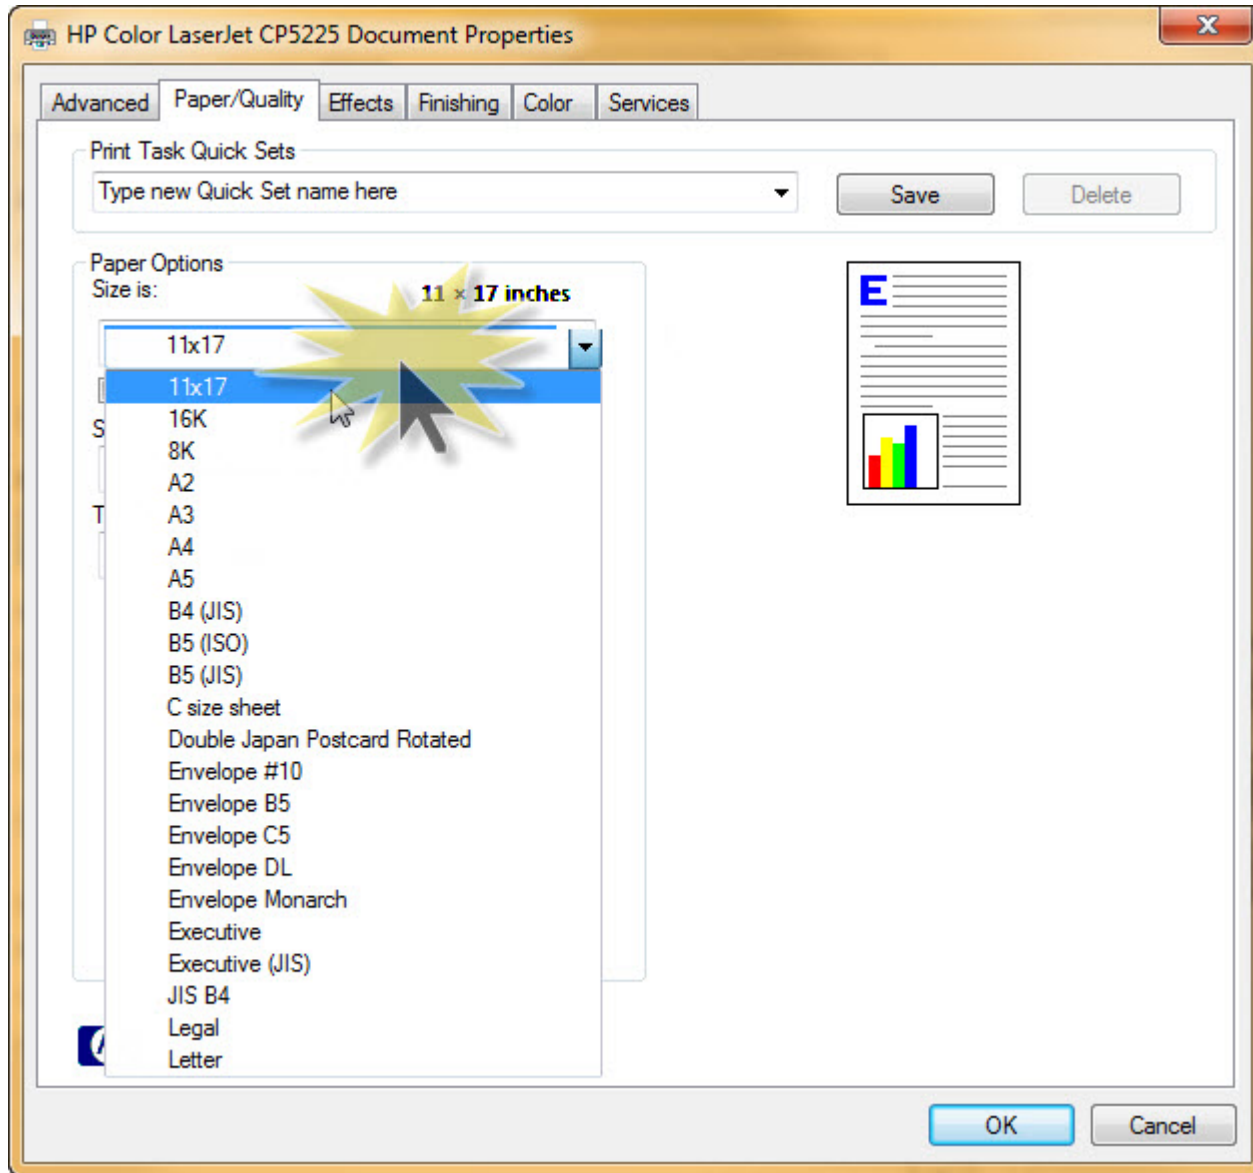 HP Color LaserJet CP5225 Document Properties
X
Advanced Paper/Quality Effects Finishing Color Services
Print Task Quick Sets
Type new Quick Set name here Save Delete
Paper Options
Size is: 11 × 17 inches
11x17
11x17
16K
S
8K
A2
T
A3
A4
A5
B4 (JIS)
B5 (ISO)
B5 (JIS)
C size sheet
Double Japan Postcard Rotated
Envelope #10
Envelope B5
Envelope C5
Envelope DL
Envelope Monarch
Executive
Executive (JIS)
JIS B4
Legal
Letter
E
OK Cancel